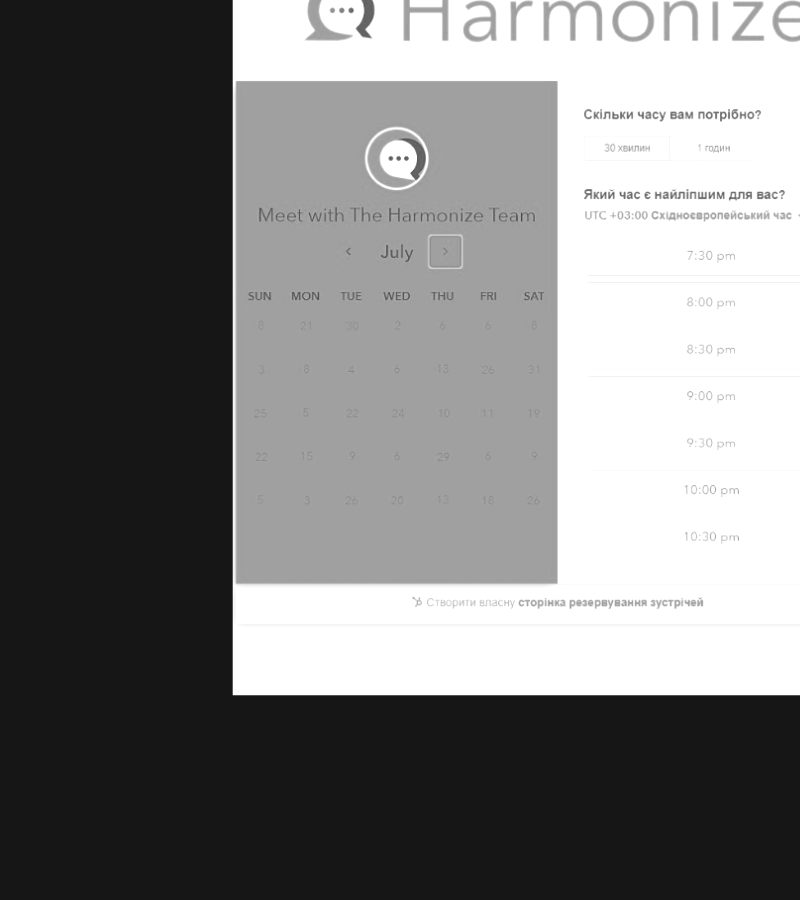 Harmonize
Meet with The Harmonize Team
July
SUN MON TUE WED THU FRI SAT
8 21 30 2 6 6 8
3 8 4 6 13 26 31
25 5 22 24 10 11 19
22 15 9 6 29 6 9
5 3 26 20 13 18 26
Скільки часу вам потрібно?
30 хвилин 1 годин
Який час є найліпшим для вас?
UTC +03:00 Східноєвропейський час
7:30 pm
8:00 pm
8:30 pm
9:00 pm
9:30 pm
10:00 pm
10:30 pm
Створити власну сторінка резервування зустрічей